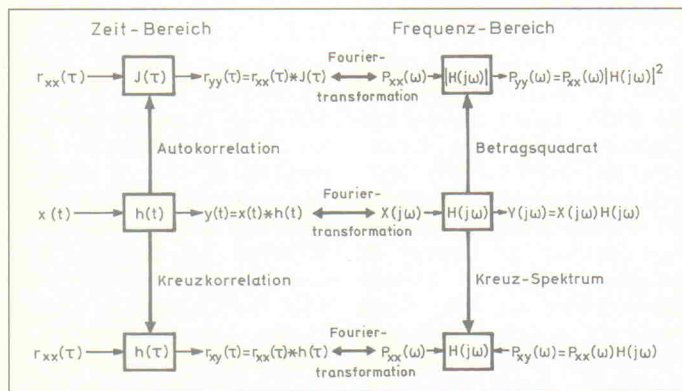 Zeit-Bereich Frequenz-Bereich
r_xx(τ) J(τ) r_yy(τ)=r_xx(τ)*J(τ) Fourier-transformation P_xx(ω) |H(jω)| P_yy(ω)=P_xx(ω)|H(jω)|²
Autokorrelation Betragsquadrat
x(t) h(t) y(t)=x(t)*h(t) Fourier-transformation X(jω) H(jω) Y(jω)=X(jω)H(jω)
Kreuzkorrelation Kreuz-Spektrum
r_xx(τ) h(τ) r_xy(τ)=r_xx(τ)*h(τ) Fourier-transformation P_xx(ω) H(jω) P_xy(ω)=P_xx(ω)H(jω)